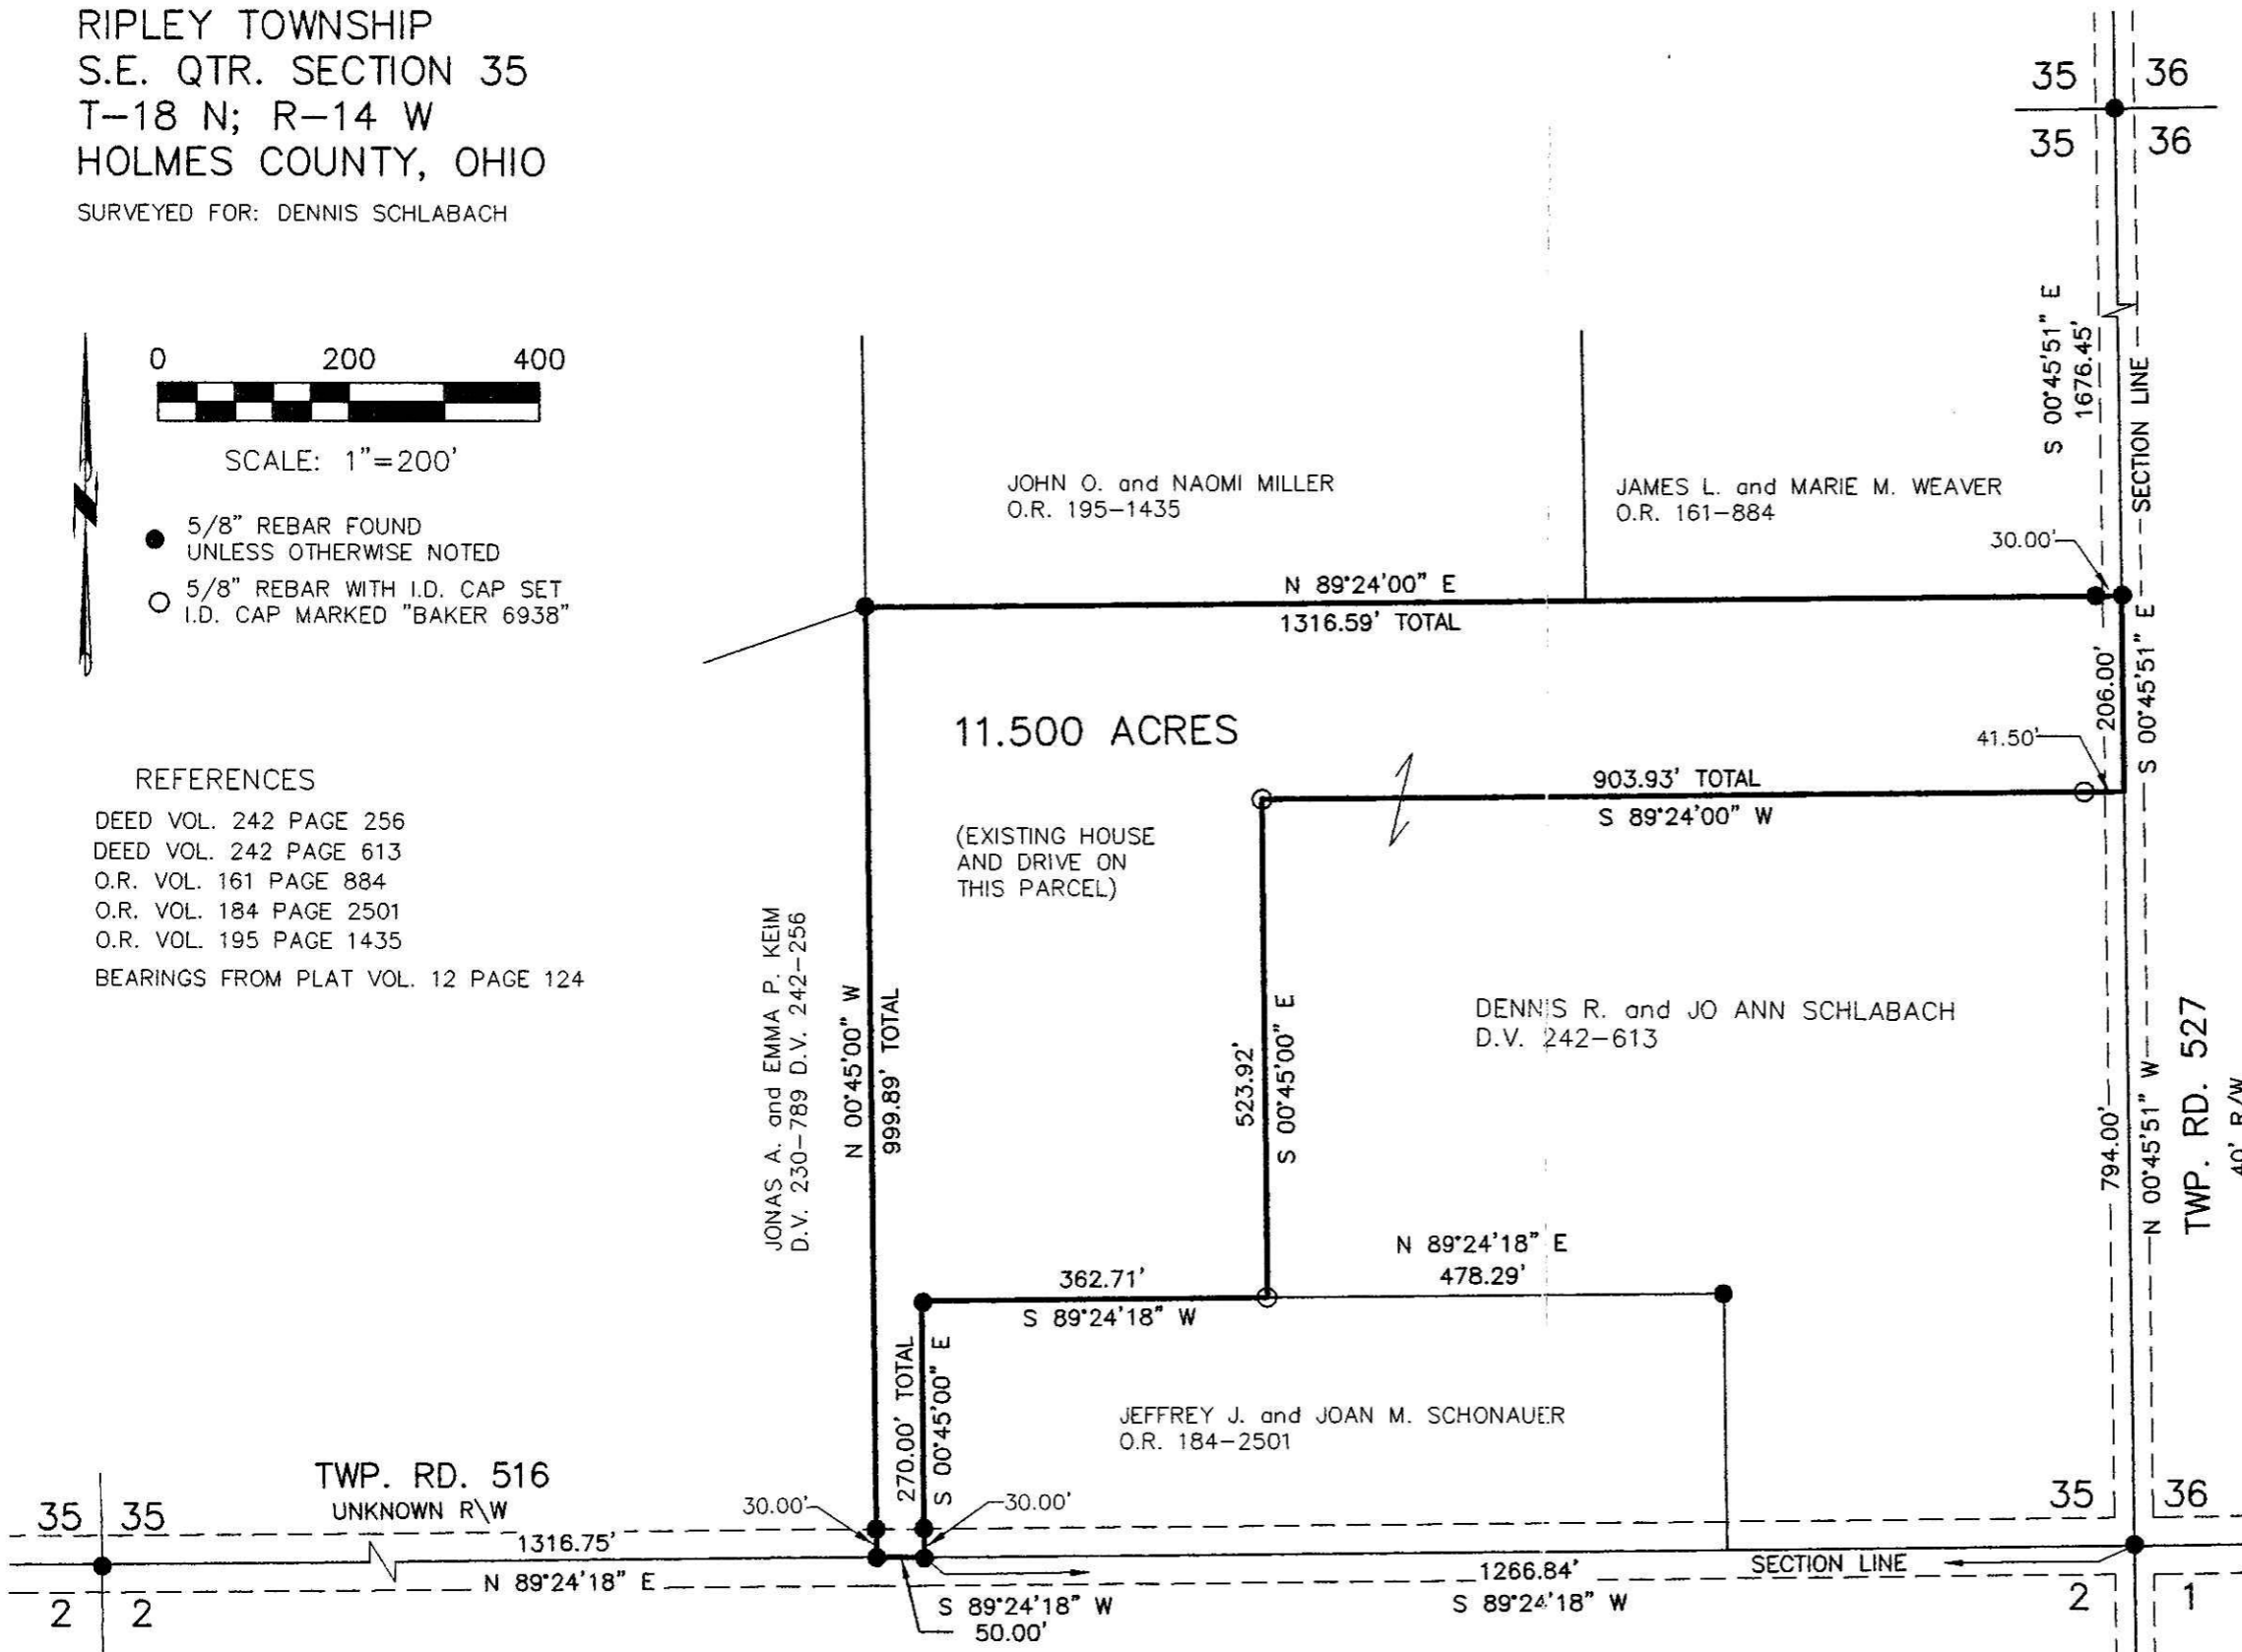 RIPLEY TOWNSHIP
S.E. QTR. SECTION 35
T-18 N; R-14 W
HOLMES COUNTY, OHIO
SURVEYED FOR: DENNIS SCHLABACH
35 36
35 36
0 200 400
SCALE: 1"=200'
5/8" REBAR FOUND
UNLESS OTHERWISE NOTED
5/8" REBAR WITH I.D. CAP SET
I.D. CAP MARKED "BAKER 6938"
S 00°45'51" E
1676.45'
SECTION LINE
JOHN O. and NAOMI MILLER
O.R. 195-1435
JAMES L. and MARIE M. WEAVER
O.R. 161-884
30.00'
N 89°24'00" E
1316.59' TOTAL
206.00'
S 00°45'51" E
11.500 ACRES
41.50'
903.93' TOTAL
S 89°24'00" W
(EXISTING HOUSE
AND DRIVE ON
THIS PARCEL)
REFERENCES
DEED VOL. 242 PAGE 256
DEED VOL. 242 PAGE 613
O.R. VOL. 161 PAGE 884
O.R. VOL. 184 PAGE 2501
O.R. VOL. 195 PAGE 1435
BEARINGS FROM PLAT VOL. 12 PAGE 124
JONAS A. and EMMA P. KEIM
D.V. 230-789 D.V. 242-256
N 00°45'00" W
999.89' TOTAL
523.92'
S 00°45'00" E
DENNIS R. and JO ANN SCHLABACH
D.V. 242-613
794.00'
N 00°45'51" W
TWP. RD. 527
40' R/W
N 89°24'18" E
478.29'
362.71'
S 89°24'18" W
270.00' TOTAL
S 00°45'00" E
JEFFREY J. and JOAN M. SCHONAUER
O.R. 184-2501
TWP. RD. 516
UNKNOWN R\W
30.00'
30.00'
35 35
35 36
1316.75'
N 89°24'18" E
1266.84'
S 89°24'18" W
SECTION LINE
S 89°24'18" W
50.00'
2 2
2 1